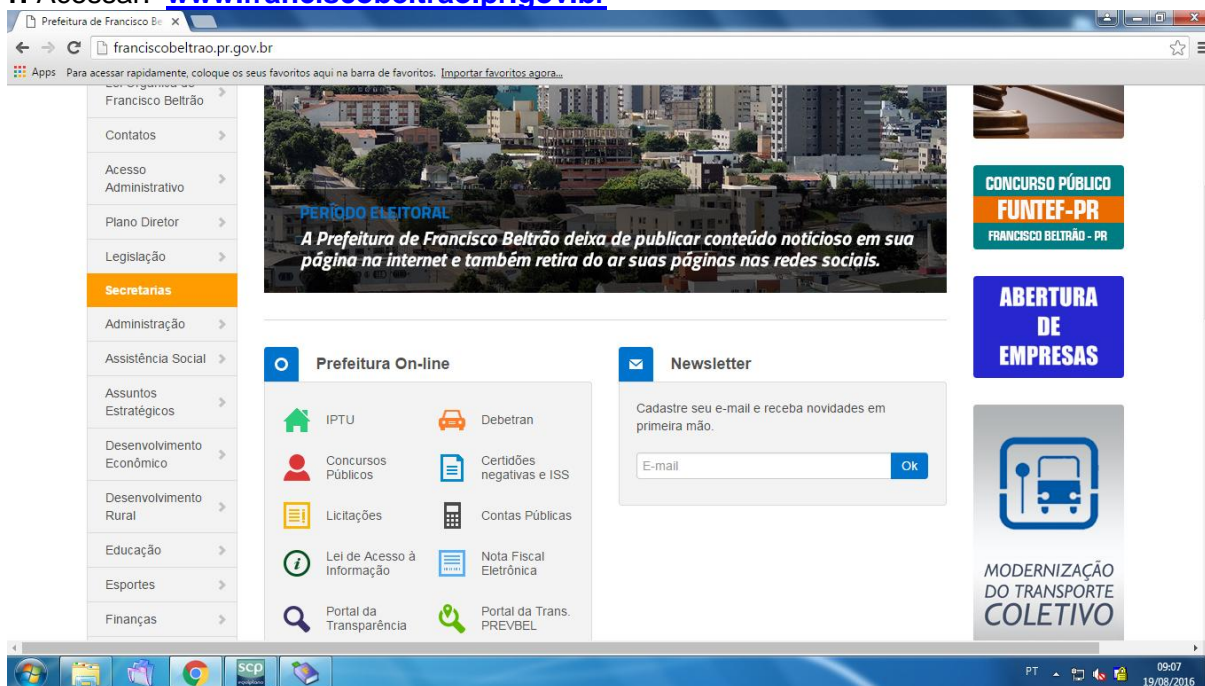 1. Acessar: www.franciscobeltrao.pr.gov.br
Prefeitura de Francisco Be
franciscobeltrao.pr.gov.br
Apps Para acessar rapidamente, coloque os seus favoritos aqui na barra de favoritos. Importar favoritos agora...
Lei Orgânica de
Francisco Beltrão
Contatos
Acesso
Administrativo
Plano Diretor
Legislação
Secretarias
Administração
Assistência Social
Assuntos
Estratégicos
Desenvolvimento
Econômico
Desenvolvimento
Rural
Educação
Esportes
Finanças
PERÍODO ELEITORAL
A Prefeitura de Francisco Beltrão deixa de publicar conteúdo noticioso em sua
página na internet e também retira do ar suas páginas nas redes sociais.
Prefeitura On-line
IPTU
Debetran
Concursos
Públicos
Certidões
negativas e ISS
Licitações
Contas Públicas
Lei de Acesso à
Informação
Nota Fiscal
Eletrônica
Portal da
Transparência
Portal da Trans.
PREVBEL
Newsletter
Cadastre seu e-mail e receba novidades em
primeira mão.
E-mail
Ok
CONCURSO PÚBLICO
FUNTEF-PR
FRANCISCO BELTRÃO - PR
ABERTURA
DE
EMPRESAS
MODERNIZAÇÃO
DO TRANSPORTE
COLETIVO
scp
PT
09:07
19/08/2016